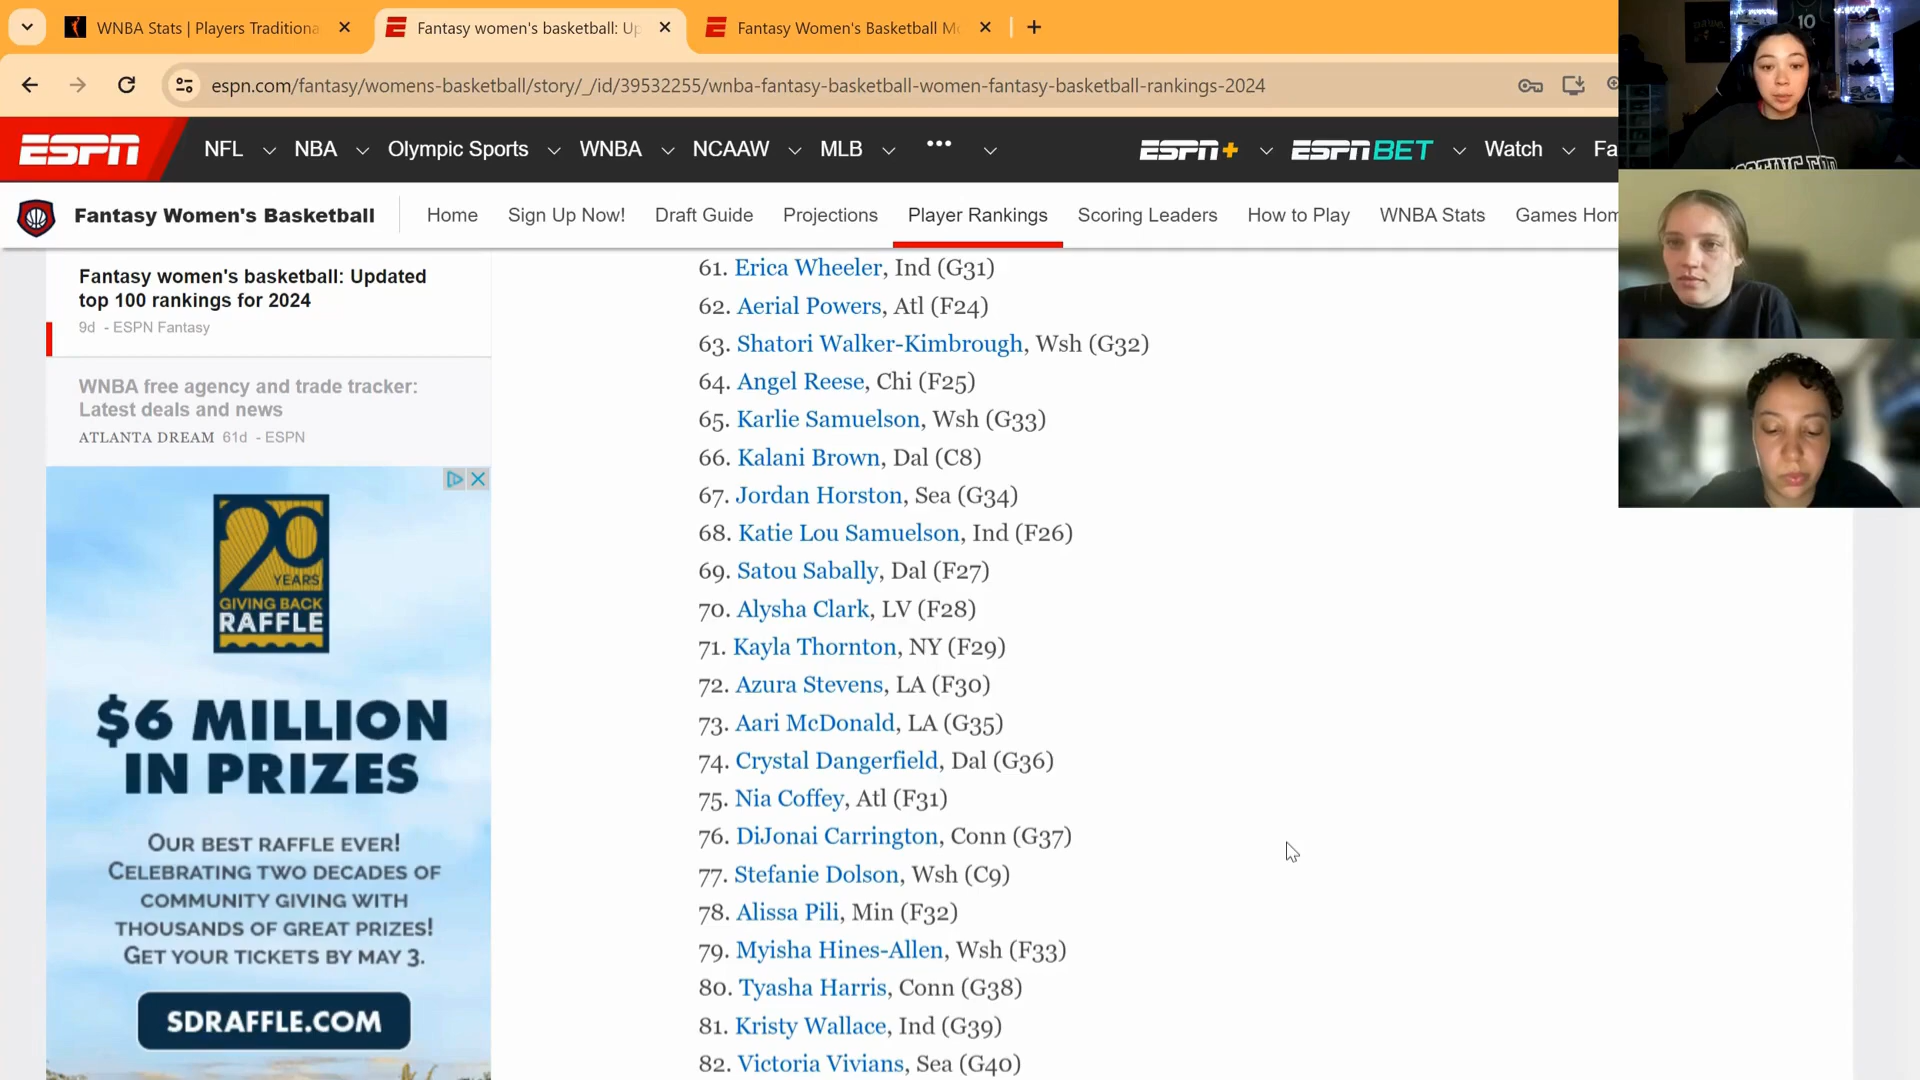 WNBA Stats | Players Traditiona
Fantasy women's basketball: Up
Fantasy Women's Basketball Mo
espn.com/fantasy/womens-basketball/story/_/id/39532255/wnba-fantasy-basketball-women-fantasy-basketball-rankings-2024
ESPN
NFL
NBA
Olympic Sports
WNBA
NCAAW
MLB
•••
ESPN+
ESPN BET
Watch
Fa
Fantasy Women's Basketball
Home
Sign Up Now!
Draft Guide
Projections
Player Rankings
Scoring Leaders
How to Play
WNBA Stats
Games Hom
Fantasy women's basketball: Updated
top 100 rankings for 2024
9d - ESPN Fantasy
WNBA free agency and trade tracker:
Latest deals and news
ATLANTA DREAM 61d - ESPN
20
YEARS
GIVING BACK
RAFFLE
$6 MILLION
IN PRIZES
OUR BEST RAFFLE EVER!
CELEBRATING TWO DECADES OF
COMMUNITY GIVING WITH
THOUSANDS OF GREAT PRIZES!
GET YOUR TICKETS BY MAY 3.
SDRAFFLE.COM
61. Erica Wheeler, Ind (G31)
62. Aerial Powers, Atl (F24)
63. Shatori Walker-Kimbrough, Wsh (G32)
64. Angel Reese, Chi (F25)
65. Karlie Samuelson, Wsh (G33)
66. Kalani Brown, Dal (C8)
67. Jordan Horston, Sea (G34)
68. Katie Lou Samuelson, Ind (F26)
69. Satou Sabally, Dal (F27)
70. Alysha Clark, LV (F28)
71. Kayla Thornton, NY (F29)
72. Azura Stevens, LA (F30)
73. Aari McDonald, LA (G35)
74. Crystal Dangerfield, Dal (G36)
75. Nia Coffey, Atl (F31)
76. DiJonai Carrington, Conn (G37)
77. Stefanie Dolson, Wsh (C9)
78. Alissa Pili, Min (F32)
79. Myisha Hines-Allen, Wsh (F33)
80. Tyasha Harris, Conn (G38)
81. Kristy Wallace, Ind (G39)
82. Victoria Vivians, Sea (G40)
10